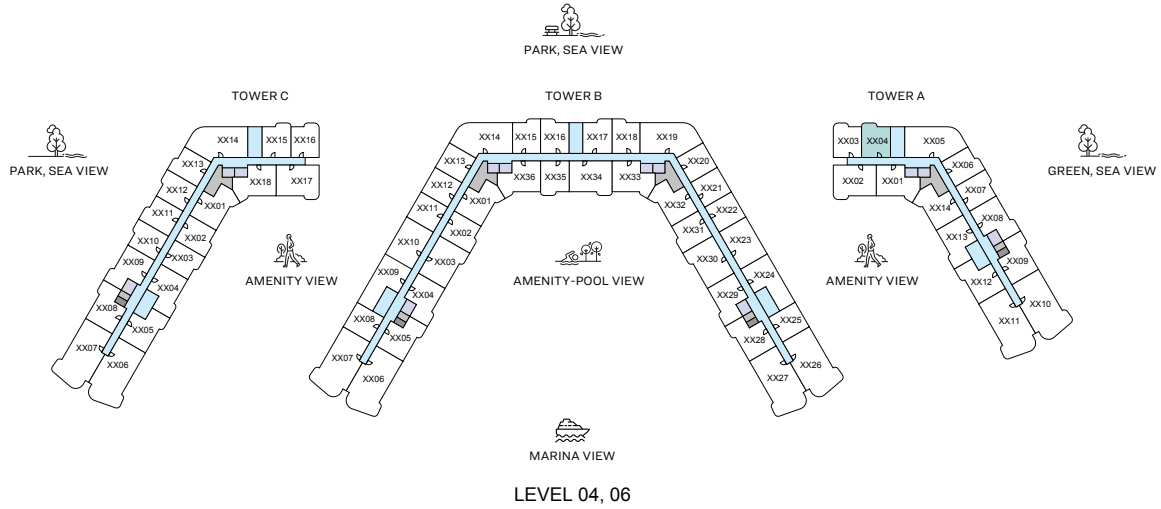 PARK, SEA VIEW
TOWER C
TOWER B
TOWER A
PARK, SEA VIEW
GREEN, SEA VIEW
XX14
XX15
XX16
XX13
XX18
XX17
XX12
XX01
XX11
XX02
XX10
XX03
XX09
XX04
XX08
XX05
XX07
XX06
AMENITY VIEW
XX14
XX15
XX16
XX17
XX18
XX19
XX13
XX36
XX35
XX34
XX33
XX20
XX12
XX01
XX32
XX21
XX11
XX02
XX31
XX22
XX10
XX03
XX30
XX23
XX09
XX04
XX29
XX24
XX08
XX05
XX28
XX25
XX07
XX06
XX27
XX26
AMENITY-POOL VIEW
AMENITY VIEW
XX03
XX04
XX05
XX02
XX01
XX06
XX14
XX07
XX13
XX08
XX12
XX09
XX11
XX10
MARINA VIEW
LEVEL 04, 06